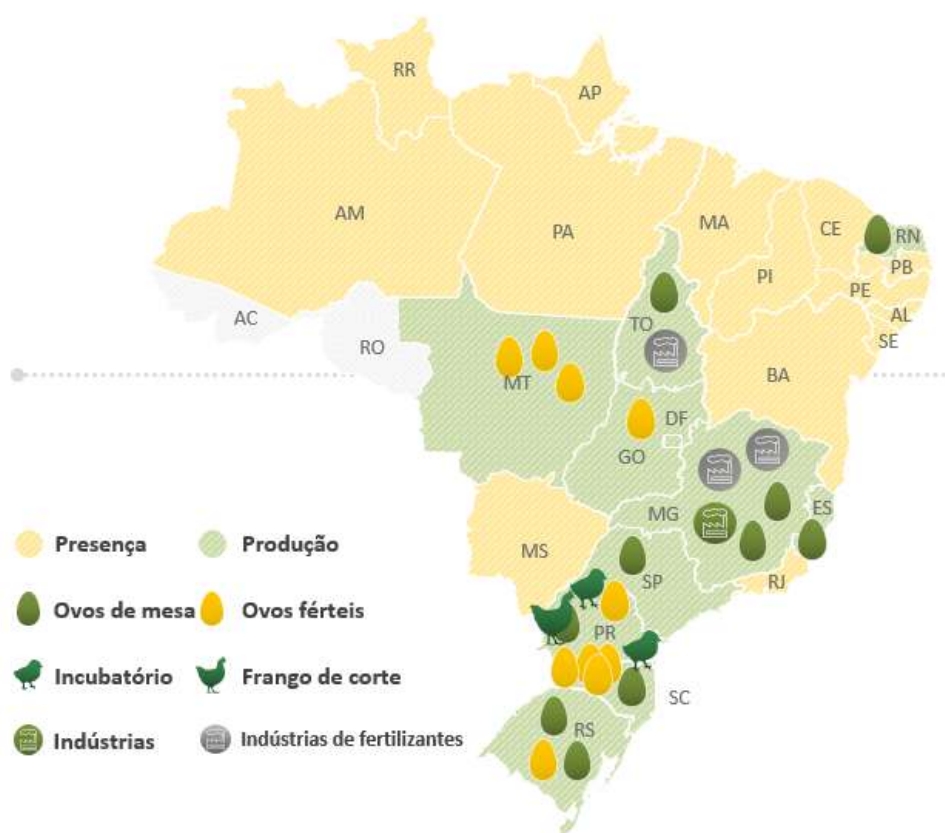 RR
AP
AM
PA
MA
CE
RN
PI
PB
PE
AL
SE
AC
TO
RO
MT
BA
DF
GO
MG
ES
Presença
Produção
MS
SP
RJ
Ovos de mesa
Ovos férteis
PR
Incubatório
Frango de corte
SC
RS
Indústrias
Indústrias de fertilizantes